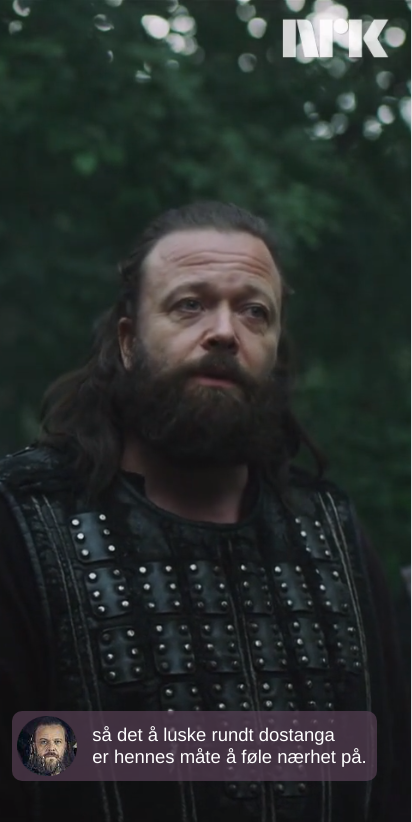 nrk
så det å luske rundt dostanga
er hennes måte å føle nærhet på.